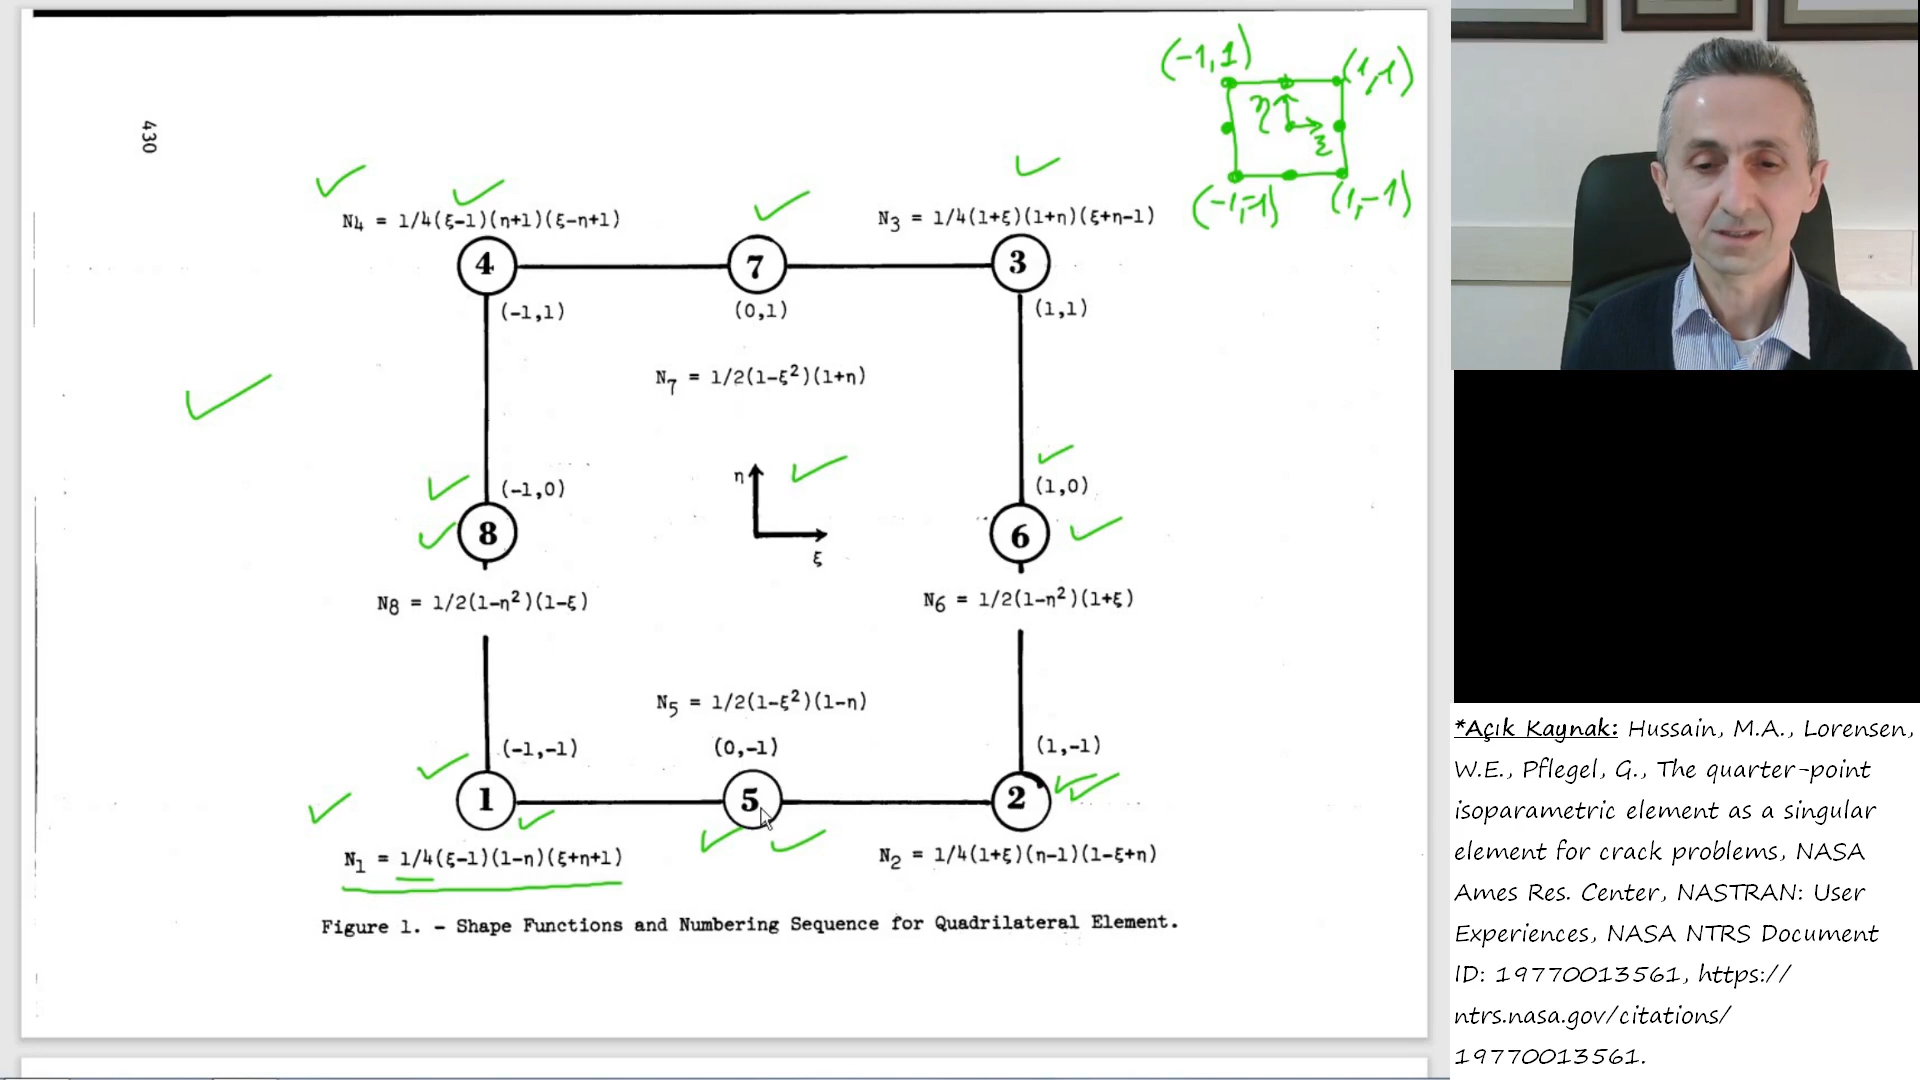 430
(-1,1)
(1,1)
η
ξ
(-1,-1)
(1,-1)
N4 = 1/4(ξ-1)(η+1)(ξ-η+1)
N3 = 1/4(1+ξ)(1+η)(ξ+η-1)
4
7
3
(-1,1)
(0,1)
(1,1)
N7 = 1/2(1-ξ²)(1+η)
(-1,0)
η
(1,0)
8
6
ξ
N8 = 1/2(1-η²)(1-ξ)
N6 = 1/2(1-η²)(1+ξ)
N5 = 1/2(1-ξ²)(1-η)
(-1,-1)
(0,-1)
(1,-1)
1
5
2
N1 = 1/4(ξ-1)(1-η)(ξ+η+1)
N2 = 1/4(1+ξ)(η-1)(1-ξ+η)
Figure 1. - Shape Functions and Numbering Sequence for Quadrilateral Element.
*Açık Kaynak: Hussain, M.A., Lorensen,
W.E., Pflegel, G., The quarter-point
isoparametric element as a singular
element for crack problems, NASA
Ames Res. Center, NASTRAN: User
Experiences, NASA NTRS Document
ID: 19770013561, https://
ntrs.nasa.gov/citations/
19770013561.